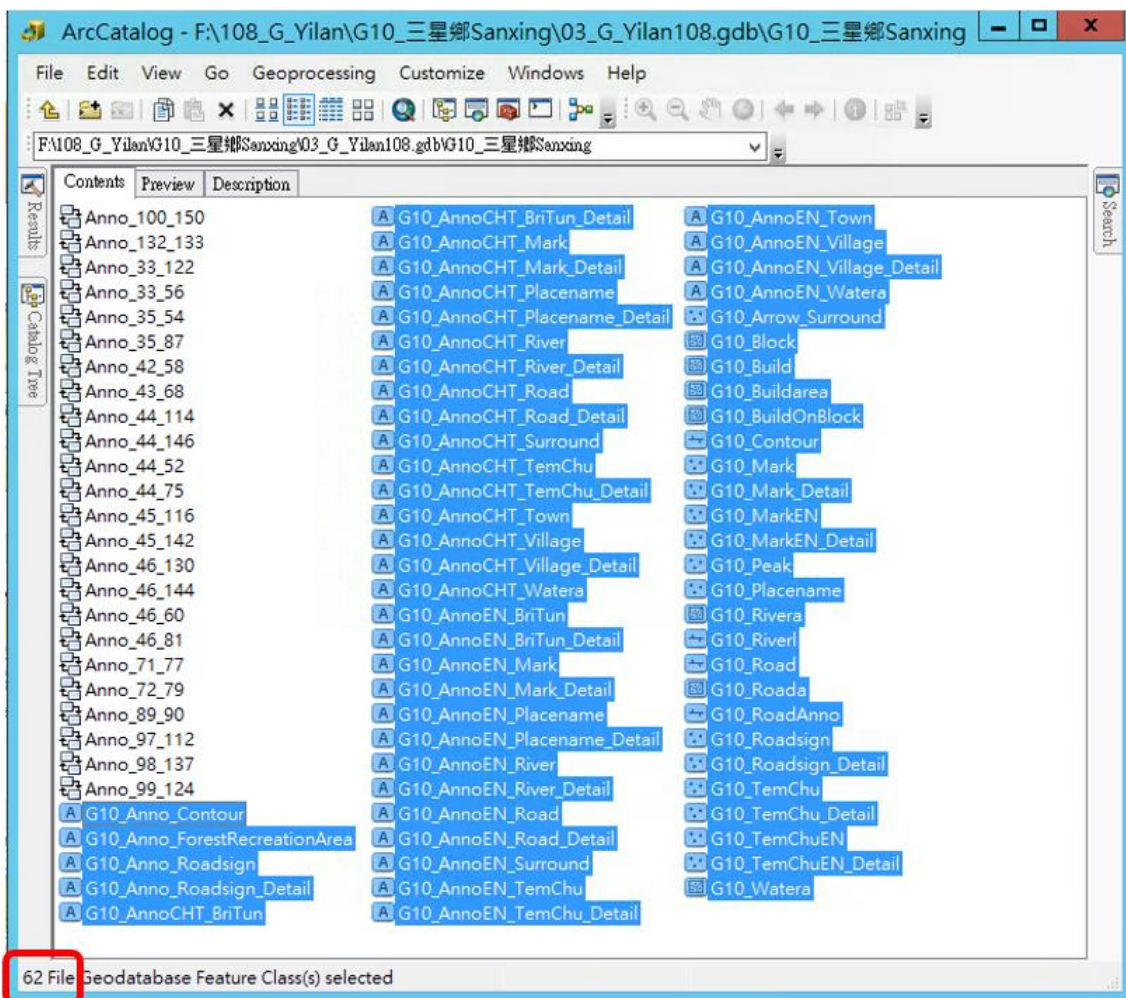 ArcCatalog - F:\108_G_Yilan\G10_三星鄉Sanxing\03_G_Yilan108.gdb\G10_三星鄉Sanxing
File Edit View Go Geoprocessing Customize Windows Help
F:\108_G_Yilan\G10_三星鄉Sanxing\03_G_Yilan108.gdb\G10_三星鄉Sanxing
Results
Catalog Tree
Contents Preview Description
Search
Anno_100_150
Anno_132_133
Anno_33_122
Anno_33_56
Anno_35_54
Anno_35_87
Anno_42_58
Anno_43_68
Anno_44_114
Anno_44_146
Anno_44_52
Anno_44_75
Anno_45_116
Anno_45_142
Anno_46_130
Anno_46_144
Anno_46_60
Anno_46_81
Anno_71_77
Anno_72_79
Anno_89_90
Anno_97_112
Anno_98_137
Anno_99_124
G10_Anno_Contour
G10_Anno_ForestRecreationArea
G10_Anno_Roadsign
G10_Anno_Roadsign_Detail
G10_AnnoCHT_BriTun
G10_AnnoCHT_BriTun_Detail
G10_AnnoCHT_Mark
G10_AnnoCHT_Mark_Detail
G10_AnnoCHT_Placename
G10_AnnoCHT_Placename_Detail
G10_AnnoCHT_River
G10_AnnoCHT_River_Detail
G10_AnnoCHT_Road
G10_AnnoCHT_Road_Detail
G10_AnnoCHT_Surround
G10_AnnoCHT_TemChu
G10_AnnoCHT_TemChu_Detail
G10_AnnoCHT_Town
G10_AnnoCHT_Village
G10_AnnoCHT_Village_Detail
G10_AnnoCHT_Watera
G10_AnnoEN_BriTun
G10_AnnoEN_BriTun_Detail
G10_AnnoEN_Mark
G10_AnnoEN_Mark_Detail
G10_AnnoEN_Placename
G10_AnnoEN_Placename_Detail
G10_AnnoEN_River
G10_AnnoEN_River_Detail
G10_AnnoEN_Road
G10_AnnoEN_Road_Detail
G10_AnnoEN_Surround
G10_AnnoEN_TemChu
G10_AnnoEN_TemChu_Detail
G10_AnnoEN_Town
G10_AnnoEN_Village
G10_AnnoEN_Village_Detail
G10_AnnoEN_Watera
G10_Arrow_Surround
G10_Block
G10_Build
G10_Buildarea
G10_BuildOnBlock
G10_Contour
G10_Mark
G10_Mark_Detail
G10_MarkEN
G10_MarkEN_Detail
G10_Peak
G10_Placename
G10_Rivera
G10_Riverl
G10_Road
G10_Roada
G10_RoadAnno
G10_Roadsign
G10_Roadsign_Detail
G10_TemChu
G10_TemChu_Detail
G10_TemChuEN
G10_TemChuEN_Detail
G10_Watera
62 File Geodatabase Feature Class(s) selected